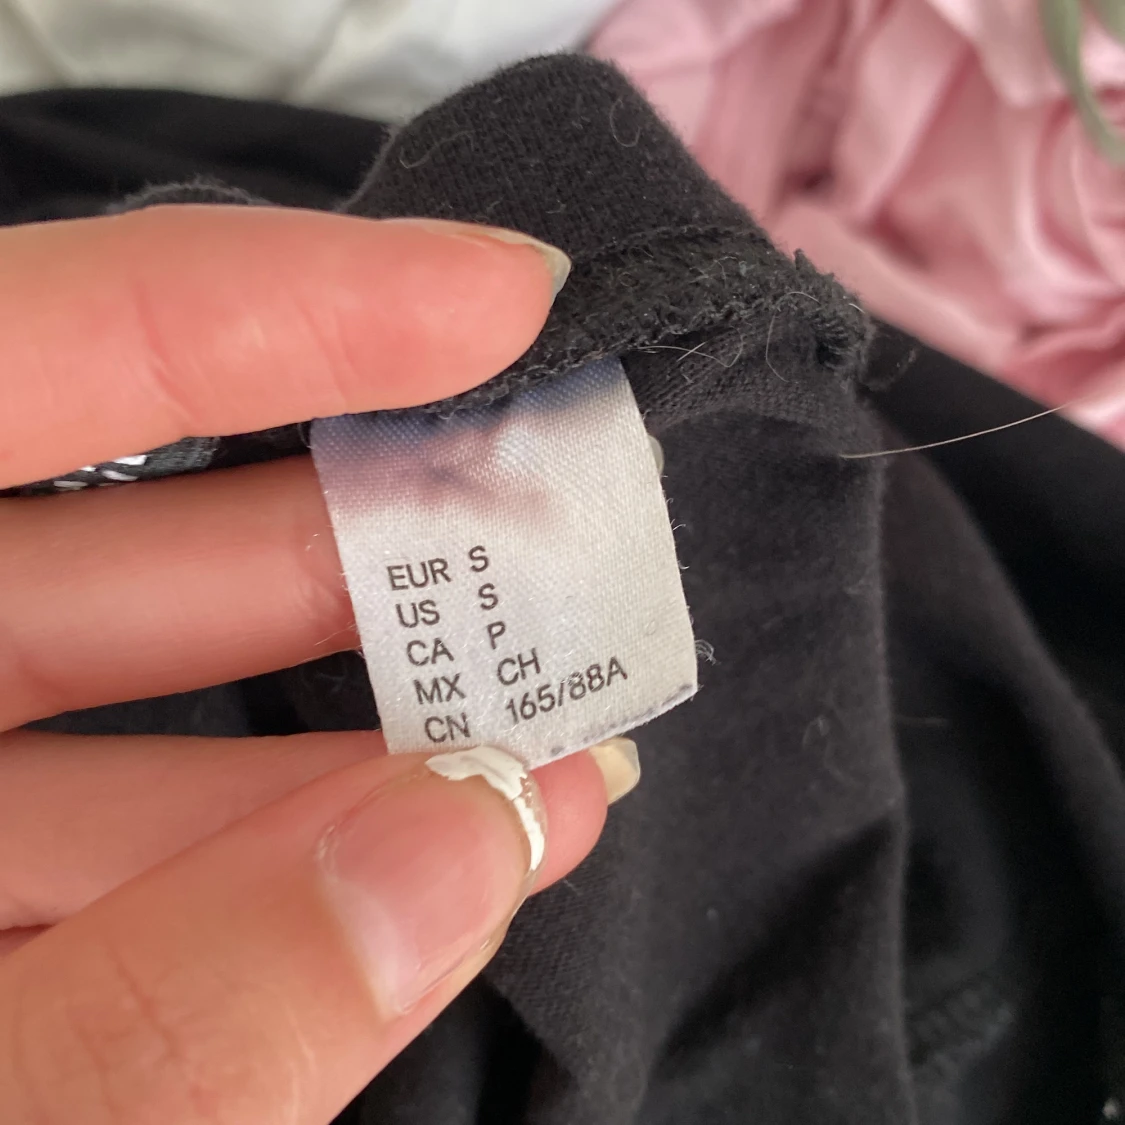 EUR S
US S
CA P
MX CH
CN 165/88A